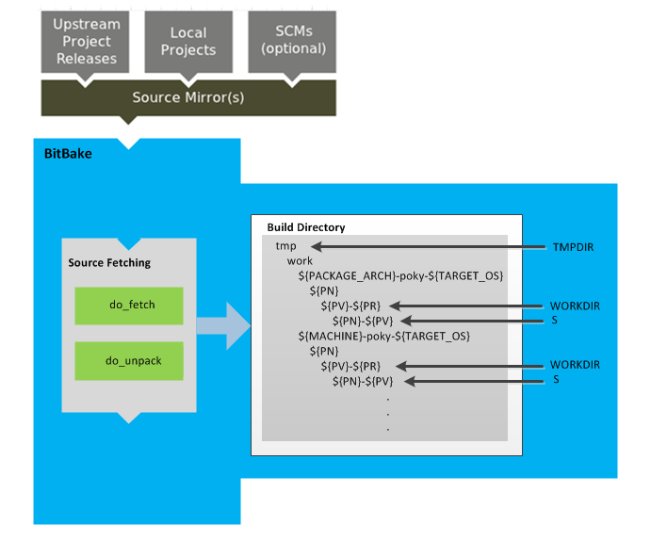 Upstream
Project
Releases
Local
Projects
SCMs
(optional)
Source Mirror(s)
BitBake
Source Fetching
do_fetch
do_unpack
Build Directory
tmp
work
${PACKAGE_ARCH}-poky-${TARGET_OS}
${PN}
${PV}-${PR}
${PN}-${PV}
${MACHINE}-poky-${TARGET_OS}
${PN}
${PV}-${PR}
${PN}-${PV}
.
.
.
TMPDIR
WORKDIR
S
WORKDIR
S